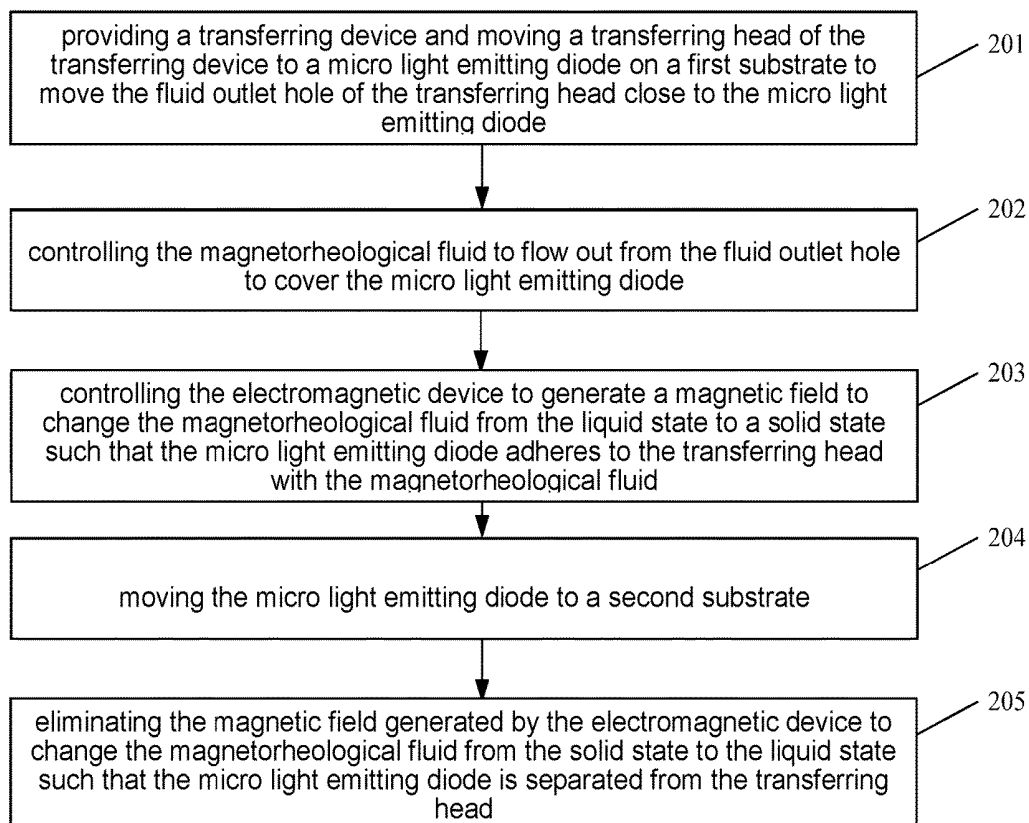 providing a transferring device and moving a transferring head of the
transferring device to a micro light emitting diode on a first substrate to
move the fluid outlet hole of the transferring head close to the micro light
emitting diode
201
controlling the magnetorheological fluid to flow out from the fluid outlet hole
to cover the micro light emitting diode
202
controlling the electromagnetic device to generate a magnetic field to
change the magnetorheological fluid from the liquid state to a solid state
such that the micro light emitting diode adheres to the transferring head
with the magnetorheological fluid
203
moving the micro light emitting diode to a second substrate
204
eliminating the magnetic field generated by the electromagnetic device to
change the magnetorheological fluid from the solid state to the liquid state
such that the micro light emitting diode is separated from the transferring
head
205